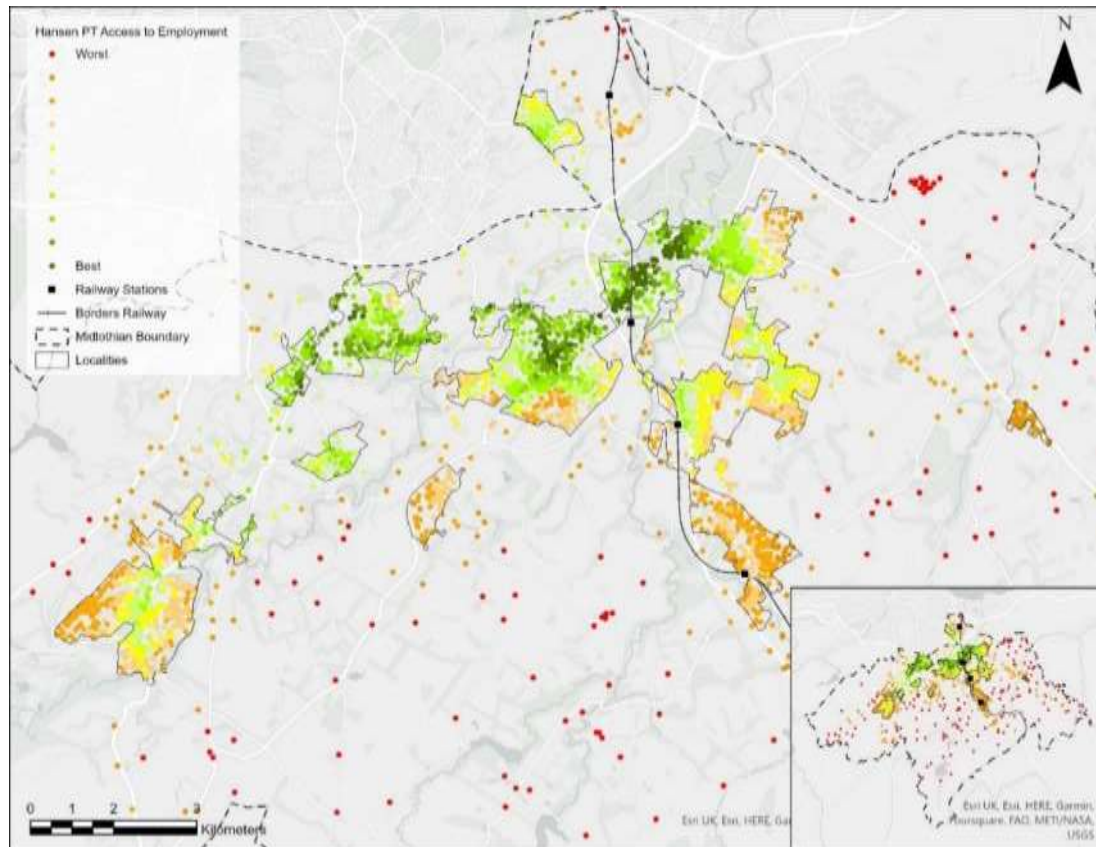 Hansen PT Access to Employment
Worst
Best
Railway Stations
Borders Railway
Midlothian Boundary
Localities
N
0 1 2 3
Kilometers
Esri UK, Esri, HERE, Gar
Esri UK, Esri, HERE, Garmin,
Foursquare, FAO, METI/NASA,
USGS